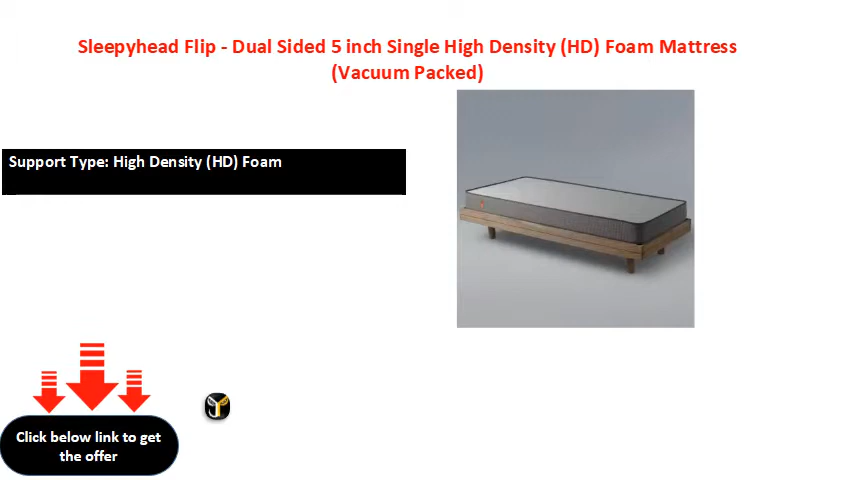 Sleepyhead Flip - Dual Sided 5 inch Single High Density (HD) Foam Mattress
(Vacuum Packed)
Support Type: High Density (HD) Foam
Click below link to get
the offer